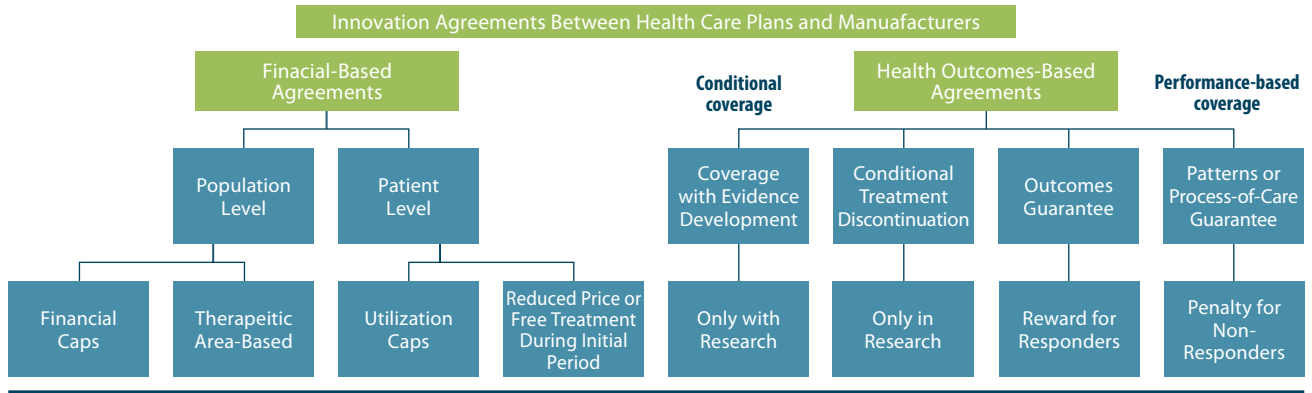 Innovation Agreements Between Health Care Plans and Manuafacturers
Finacial-Based
Agreements
Conditional
coverage
Health Outcomes-Based
Agreements
Performance-based
coverage
Population
Level
Patient
Level
Coverage
with Evidence
Development
Conditional
Treatment
Discontinuation
Outcomes
Guarantee
Patterns or
Process-of-Care
Guarantee
Financial
Caps
Therapeitic
Area-Based
Utilization
Caps
Reduced Price or
Free Treatment
During Initial
Period
Only with
Research
Only in
Research
Reward for
Responders
Penalty for
Non-
Responders